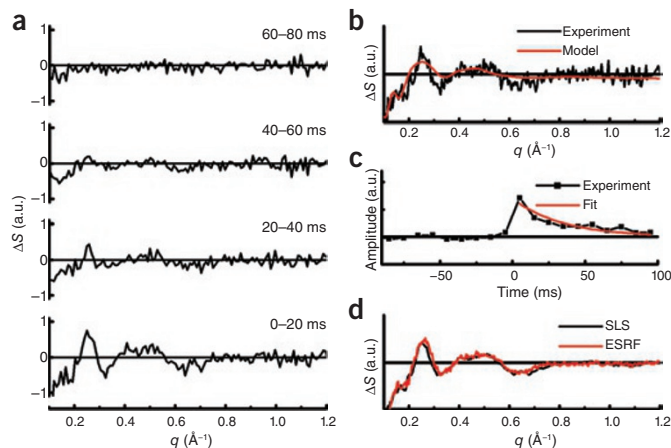 a
1
0
−1
60–80 ms
1
0
−1
40–60 ms
1
0
−1
20–40 ms
1
0
−1
0–20 ms
ΔS (a.u.)
0.2 0.4 0.6 0.8 1.0 1.2
q (Å⁻¹)
b
Experiment
Model
ΔS (a.u.)
0.2 0.4 0.6 0.8 1.0 1.2
q (Å⁻¹)
c
Experiment
Fit
Amplitude (a.u.)
−50 0 50 100
Time (ms)
d
SLS
ESRF
ΔS (a.u.)
0.2 0.4 0.6 0.8 1.0 1.2
q (Å⁻¹)